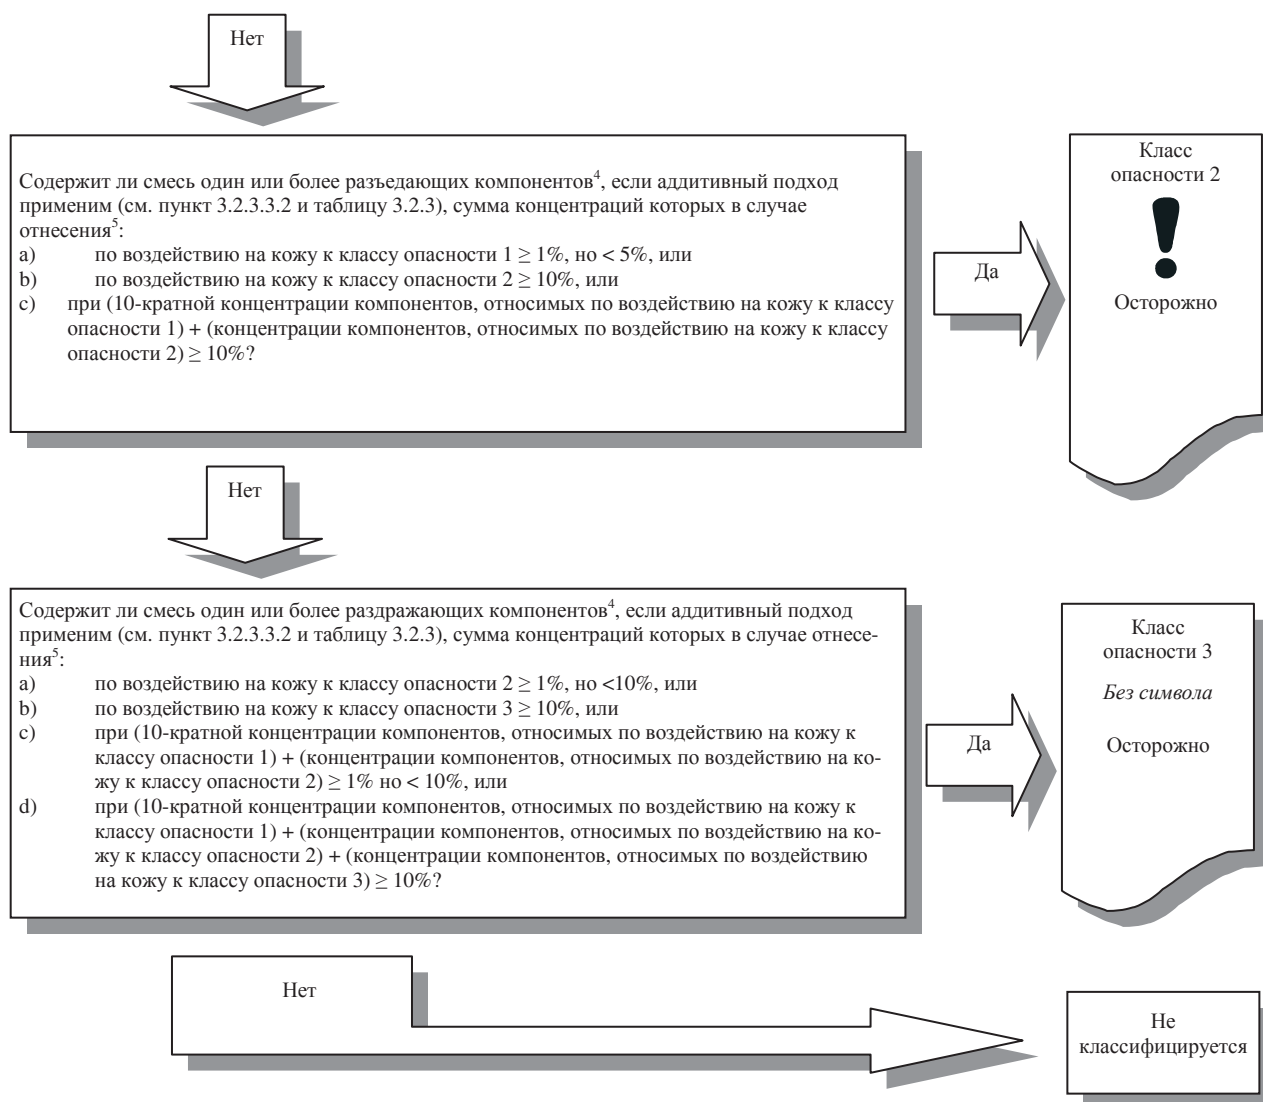 Нет
Содержит ли смесь один или более разъедающих компонентов⁴, если аддитивный подход
применим (см. пункт 3.2.3.3.2 и таблицу 3.2.3), сумма концентраций которых в случае
отнесения⁵:
a) по воздействию на кожу к классу опасности 1 ≥ 1%, но < 5%, или
b) по воздействию на кожу к классу опасности 2 ≥ 10%, или
c) при (10-кратной концентрации компонентов, относимых по воздействию на кожу к классу
опасности 1) + (концентрации компонентов, относимых по воздействию на кожу к классу
опасности 2) ≥ 10%?
Да
Класс
опасности 2
!
Осторожно
Нет
Содержит ли смесь один или более раздражающих компонентов⁴, если аддитивный подход
применим (см. пункт 3.2.3.3.2 и таблицу 3.2.3), сумма концентраций которых в случае отнесе-
ния⁵:
a) по воздействию на кожу к классу опасности 2 ≥ 1%, но <10%, или
b) по воздействию на кожу к классу опасности 3 ≥ 10%, или
c) при (10-кратной концентрации компонентов, относимых по воздействию на кожу к
классу опасности 1) + (концентрации компонентов, относимых по воздействию на ко-
жу к классу опасности 2) ≥ 1% но < 10%, или
d) при (10-кратной концентрации компонентов, относимых по воздействию на кожу к
классу опасности 1) + (концентрации компонентов, относимых по воздействию на ко-
жу к классу опасности 2) + (концентрации компонентов, относимых по воздействию
на кожу к классу опасности 3) ≥ 10%?
Да
Класс
опасности 3
Без символа
Осторожно
Нет
Не
классифицируется